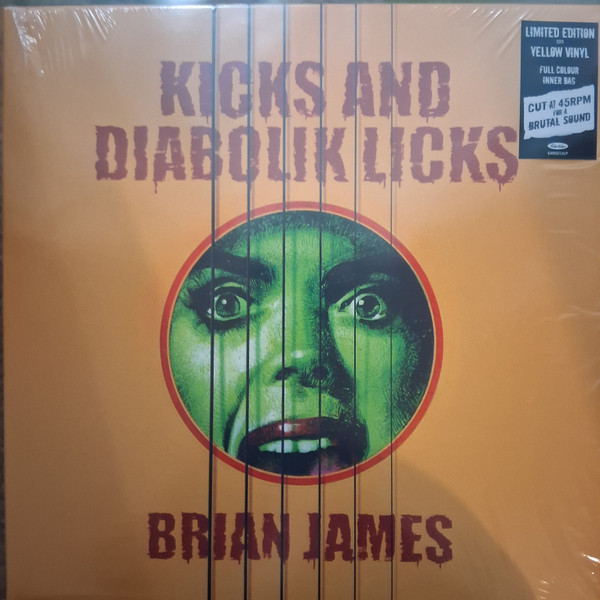 LIMITED EDITION
YELLOW VINYL
FULL COLOUR
INNER BAG
CUT AT 45RPM
FOR A
BRUTAL SOUND
KICKS AND
DIABOLIK LICKS
BRIAN JAMES